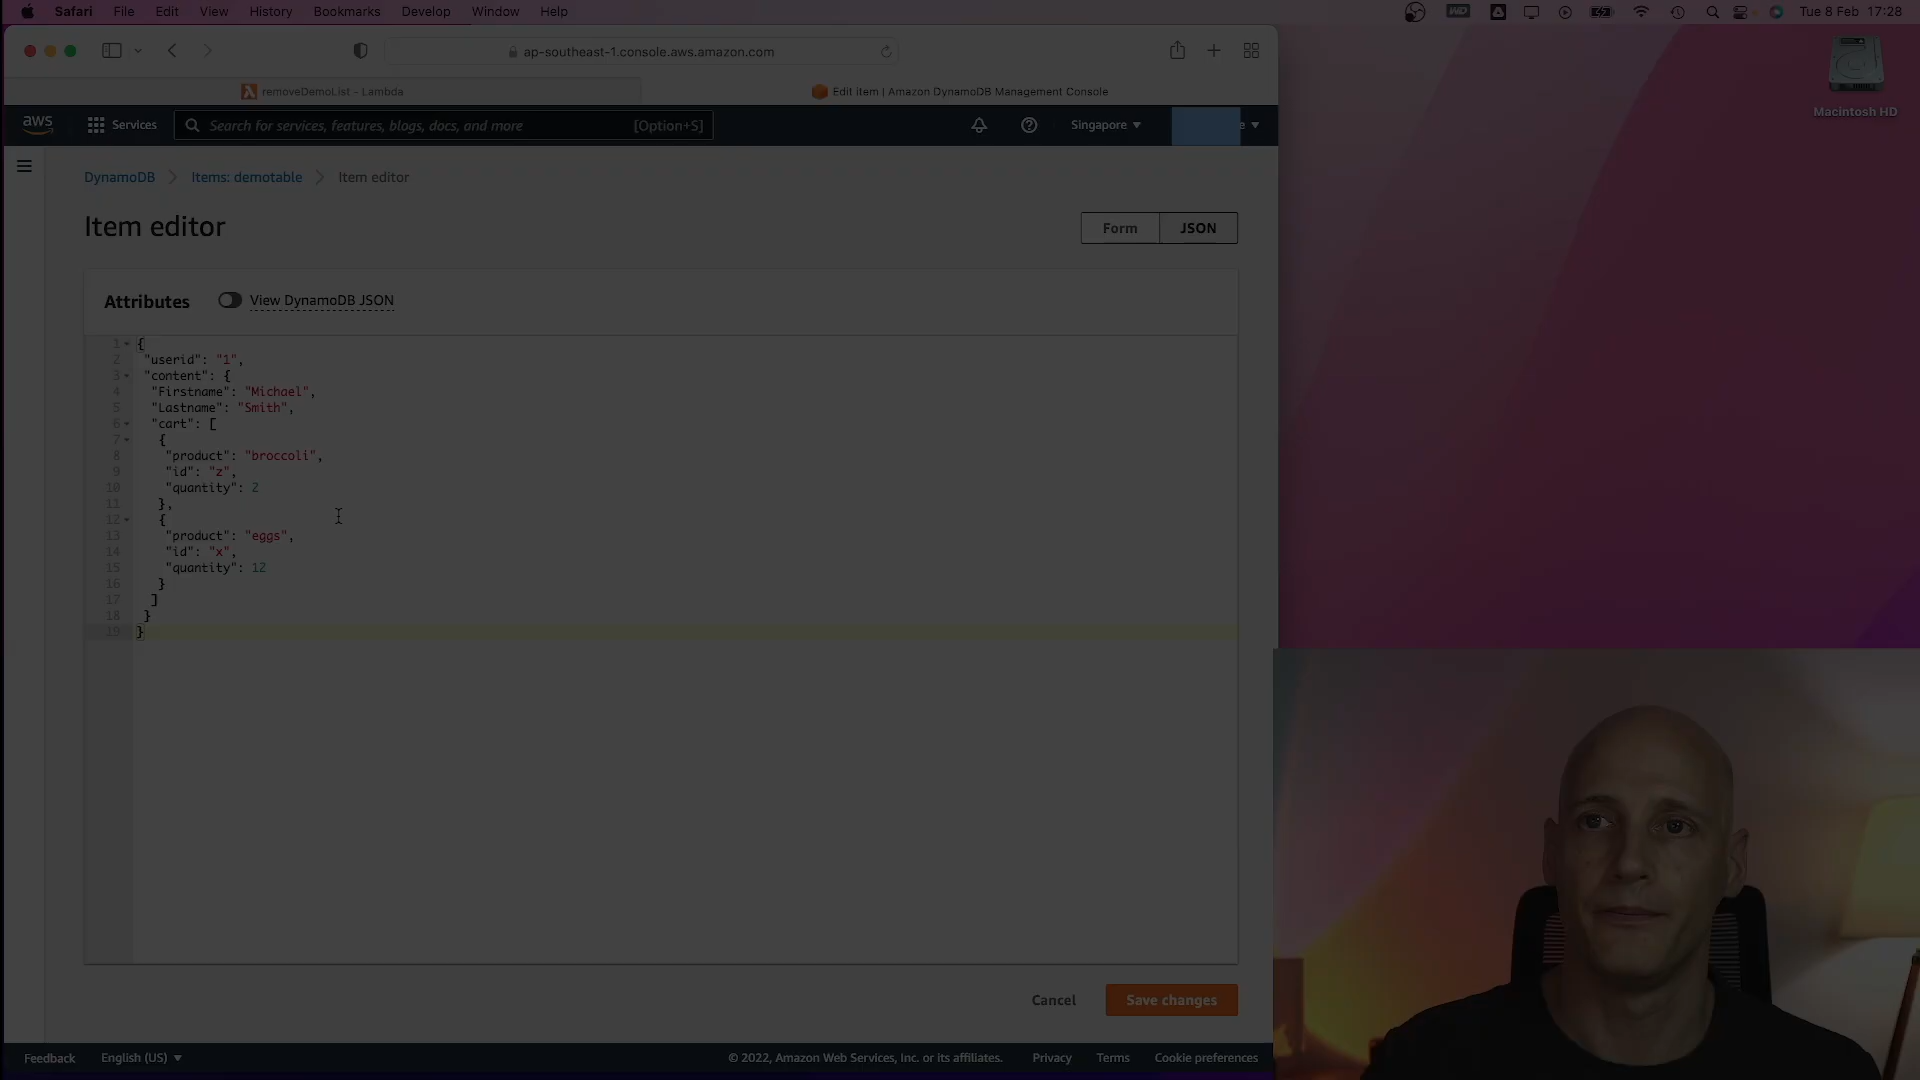 Safari File Edit View History Bookmarks Develop Window Help Tue 8 Feb 17:28
ap-southeast-1.console.aws.amazon.com
removeDemoList - Lambda
Edit item | Amazon DynamoDB Management Console
Macintosh HD
aws Services Search for services, features, blogs, docs, and more [Option+S] Singapore e
DynamoDB Items: demotable Item editor
Item editor
Form JSON
Attributes View DynamoDB JSON
1 {
2 "userid": "1",
3 "content": {
4 "Firstname": "Michael",
5 "Lastname": "Smith",
6 "cart": [
7 {
8 "product": "broccoli",
9 "id": "z",
10 "quantity": 2
11 },
12 {
13 "product": "eggs",
14 "id": "x",
15 "quantity": 12
16 }
17 ]
18 }
19 }
Cancel Save changes
Feedback English (US) © 2022, Amazon Web Services, Inc. or its affiliates. Privacy Terms Cookie preferences